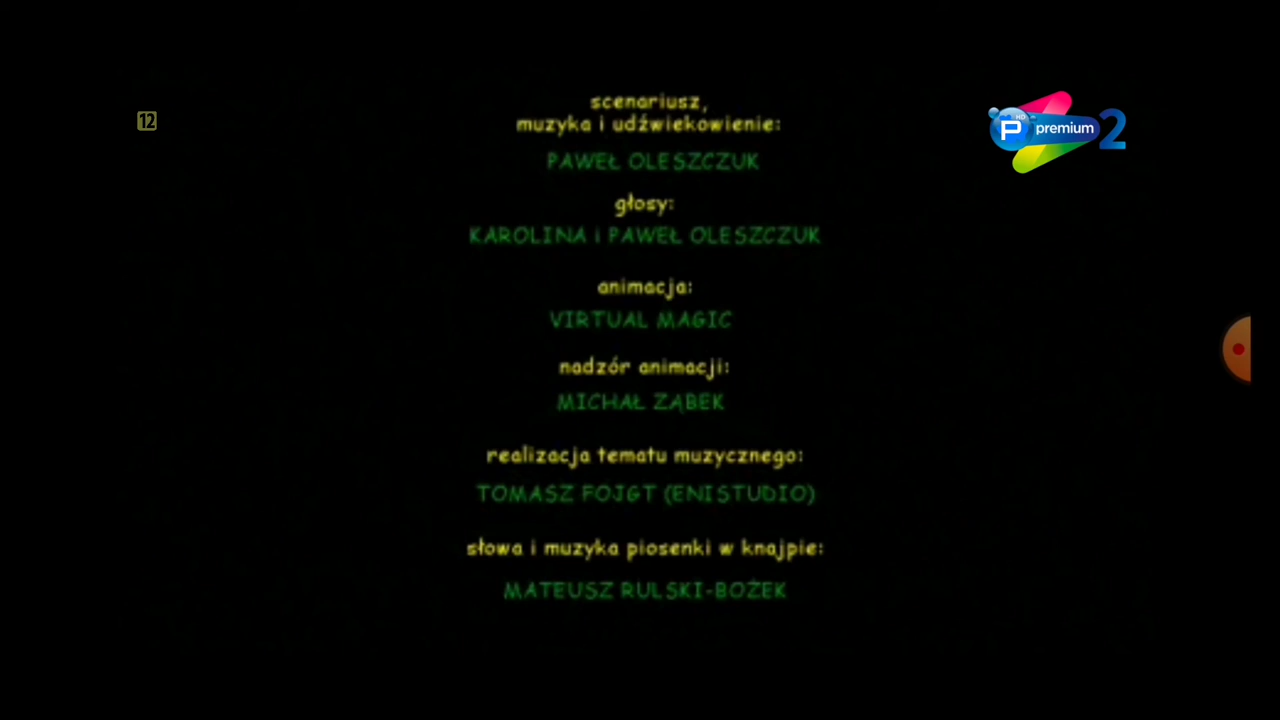 12
scenariusz,
muzyka i udźwiekowienie:
PAWEŁ OLESZCZUK
głosy:
KAROLINA i PAWEŁ OLESZCZUK
animacja:
VIRTUAL MAGIC
nadzór animacji:
MICHAŁ ZĄBEK
realizacja tematu muzycznego:
TOMASZ FOJGT (ENISTUDIO)
słowa i muzyka piosenki w knajpie:
MATEUSZ RULSKI-BOŻEK
P HD premium 2